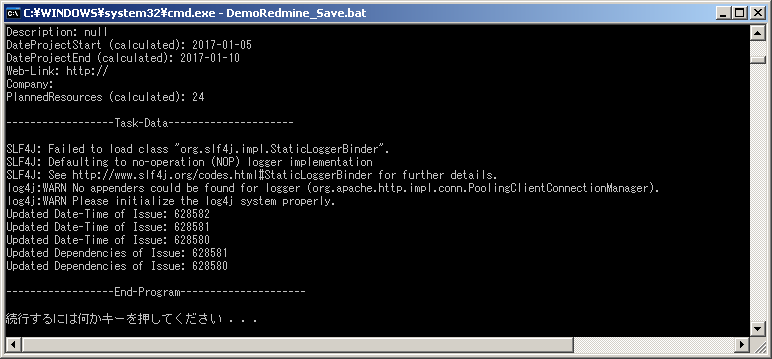 C:¥WINDOWS¥system32¥cmd.exe - DemoRedmine_Save.bat
Description: null
DateProjectStart (calculated): 2017-01-05
DateProjectEnd (calculated): 2017-01-10
Web-Link: http://
Company:
PlannedResources (calculated): 24
------------------Task-Data---------------------
SLF4J: Failed to load class "org.slf4j.impl.StaticLoggerBinder".
SLF4J: Defaulting to no-operation (NOP) logger implementation
SLF4J: See http://www.slf4j.org/codes.html#StaticLoggerBinder for further details.
log4j:WARN No appenders could be found for logger (org.apache.http.impl.conn.PoolingClientConnectionManager).
log4j:WARN Please initialize the log4j system properly.
Updated Date-Time of Issue: 628582
Updated Date-Time of Issue: 628581
Updated Date-Time of Issue: 628580
Updated Dependencies of Issue: 628581
Updated Dependencies of Issue: 628580
------------------End-Program---------------------
続行するには何かキーを押してください . . .